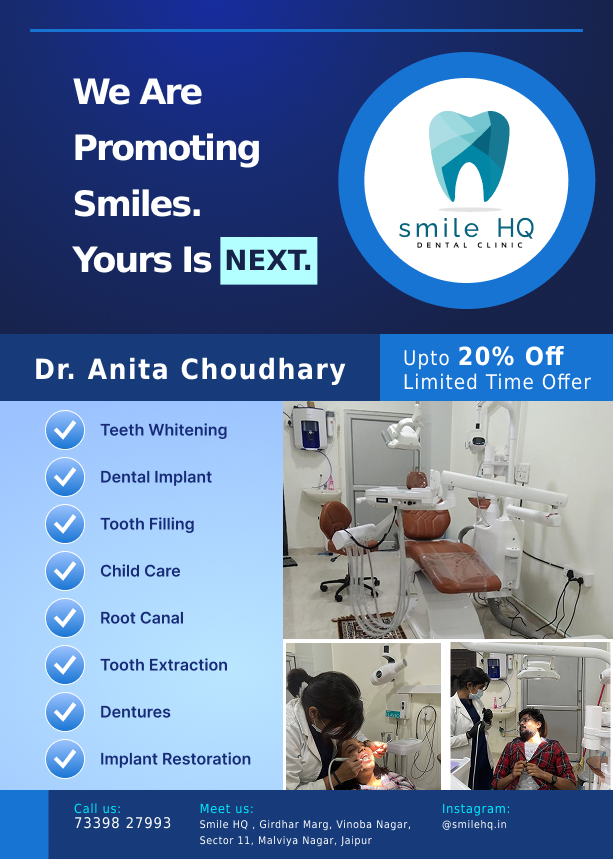 We Are
Promoting
Smiles.
Yours Is NEXT.
smile HQ
DENTAL CLINIC
Dr. Anita Choudhary
Upto 20% Off
Limited Time Offer
Teeth Whitening
Dental Implant
Tooth Filling
Child Care
Root Canal
Tooth Extraction
Dentures
Implant Restoration
Call us:
73398 27993
Meet us:
Smile HQ , Girdhar Marg, Vinoba Nagar,
Sector 11, Malviya Nagar, Jaipur
Instagram:
@smilehq.in